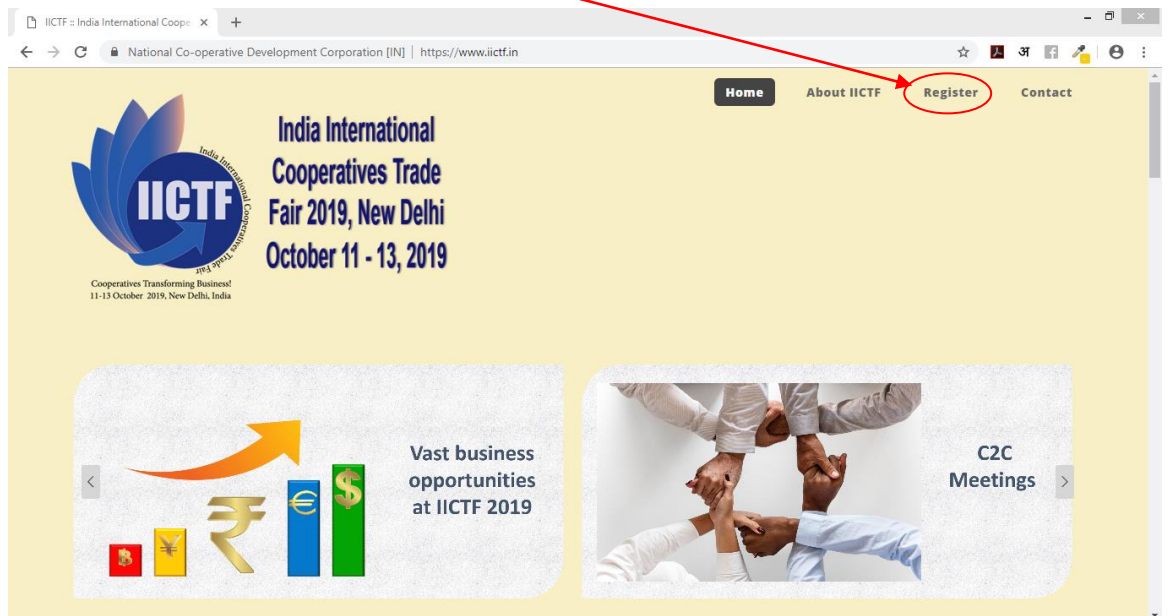 IICTF :: India International Coope
National Co-operative Development Corporation [IN] | https://www.iictf.in
अ
Home About IICTF Register Contact
India International Cooperatives Trade Fair
IICTF
Cooperatives Transforming Business!
11-13 October 2019, New Delhi, India
India International
Cooperatives Trade
Fair 2019, New Delhi
October 11 - 13, 2019
Vast business
opportunities
at IICTF 2019
C2C
Meetings